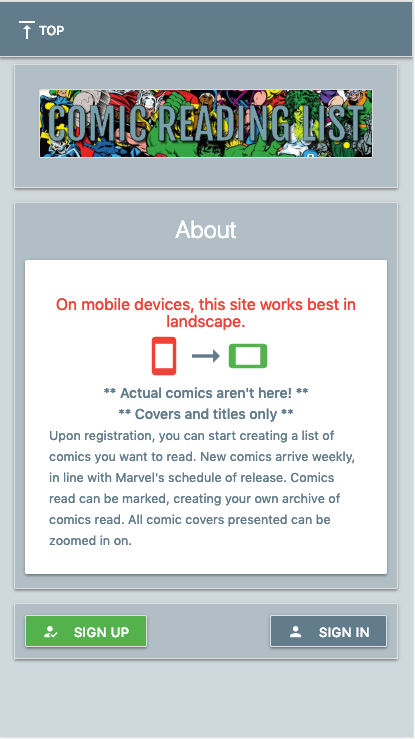 TOP
COMIC READING LIST
About
On mobile devices, this site works best in
landscape.
** Actual comics aren't here! **
** Covers and titles only **
Upon registration, you can start creating a list of
comics you want to read. New comics arrive weekly,
in line with Marvel's schedule of release. Comics
read can be marked, creating your own archive of
comics read. All comic covers presented can be
zoomed in on.
SIGN UP
SIGN IN